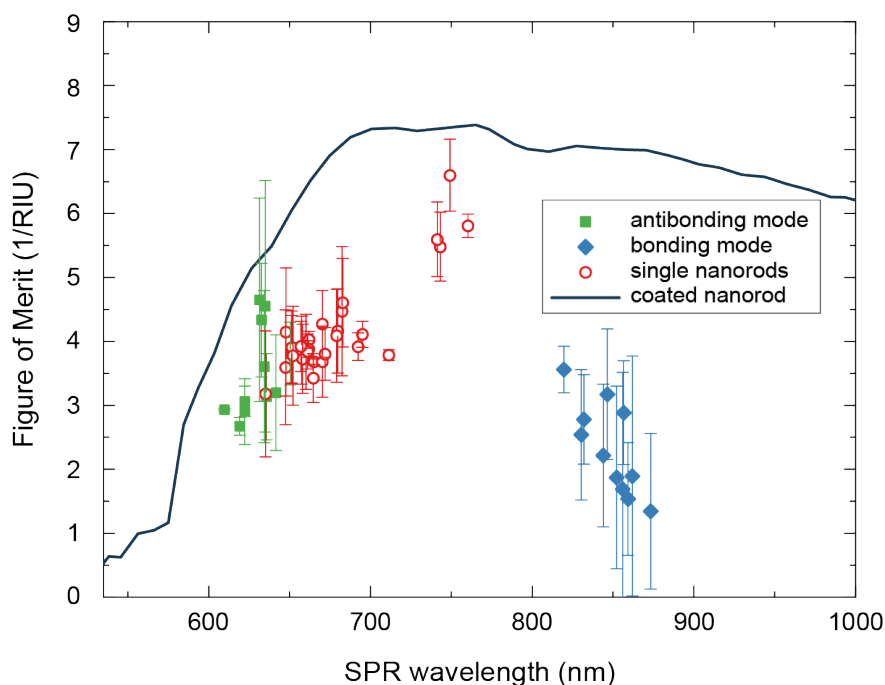 9
8
7
6
5
4
3
2
1
0
Figure of Merit (1/RIU)
antibonding mode
bonding mode
single nanorods
coated nanorod
600 700 800 900 1000
SPR wavelength (nm)